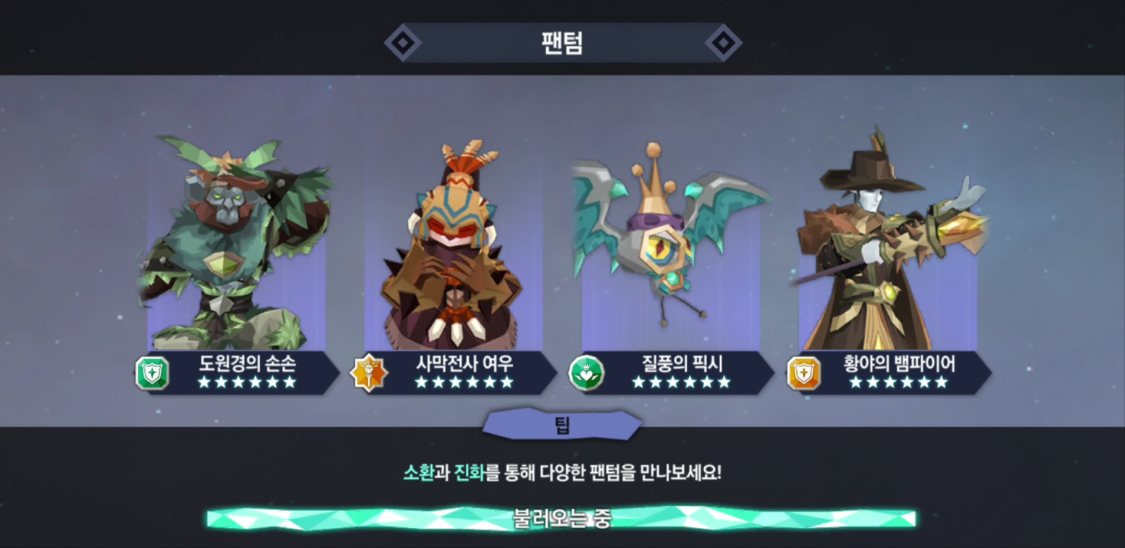 팬텀
도원경의 손손
사막전사 여우
질풍의 픽시
황야의 뱀파이어
팁
소환과 진화를 통해 다양한 팬텀을 만나보세요!
불러오는 중